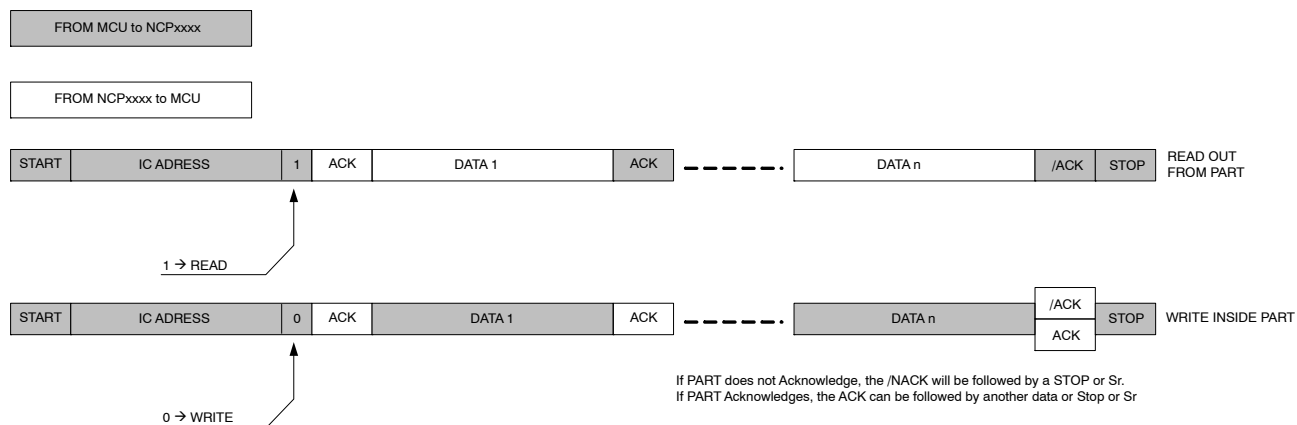 FROM MCU to NCPxxxx
FROM NCPxxxx to MCU
START IC ADRESS 1 ACK DATA 1 ACK DATA n /ACK STOP READ OUT
FROM PART
1 → READ
START IC ADRESS 0 ACK DATA 1 ACK DATA n /ACK STOP WRITE INSIDE PART
ACK
If PART does not Acknowledge, the /NACK will be followed by a STOP or Sr.
If PART Acknowledges, the ACK can be followed by another data or Stop or Sr
0 → WRITE